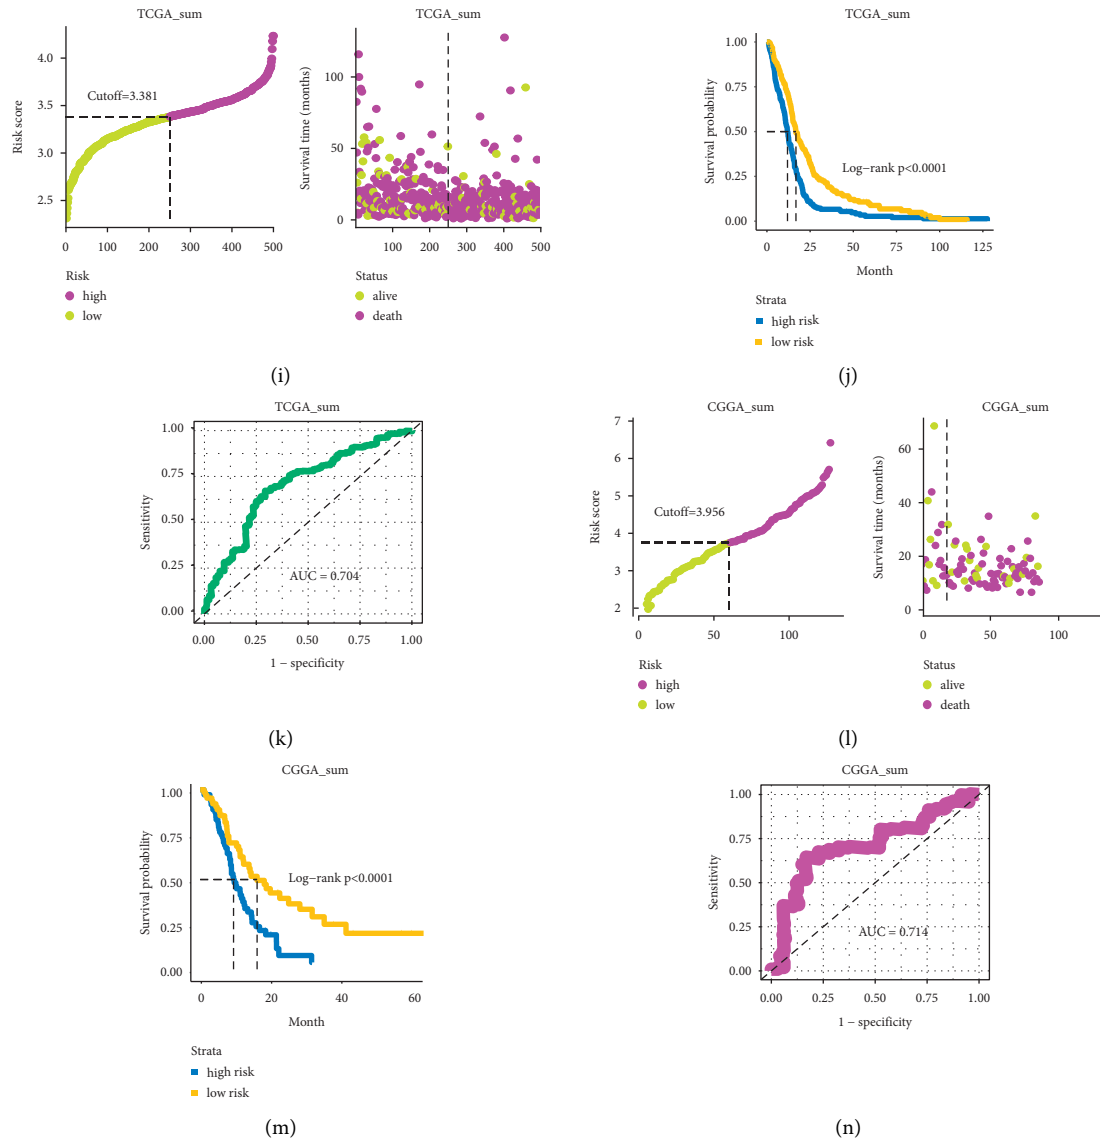 TCGA_sum
TCGA_sum
TCGA_sum
4.0
3.5
3.0
2.5
Risk score
Cutoff=3.381
0 100 200 300 400 500
Risk
high
low
100
50
0
Survival time (months)
100 200 300 400 500
Status
alive
death
(i)
1.00
0.75
0.50
0.25
0.00
Survival probability
Log-rank p<0.0001
0 25 50 75 100 125
Month
Strata
high risk
low risk
(j)
TCGA_sum
1.00
0.75
0.50
0.25
0.00
Sensitivity
AUC = 0.704
0.00 0.25 0.50 0.75 1.00
1 − specificity
(k)
CGGA_sum
CGGA_sum
7
6
5
4
3
2
Risk score
Cutoff=3.956
0 50 100
Risk
high
low
60
40
20
0
Survival time (months)
0 50 100
Status
alive
death
(l)
CGGA_sum
1.00
0.75
0.50
0.25
0.00
Survival probability
Log-rank p<0.0001
0 20 40 60
Month
Strata
high risk
low risk
(m)
CGGA_sum
1.00
0.75
0.50
0.25
0.00
Sensitivity
AUC = 0.714
0.00 0.25 0.50 0.75 1.00
1 − specificity
(n)